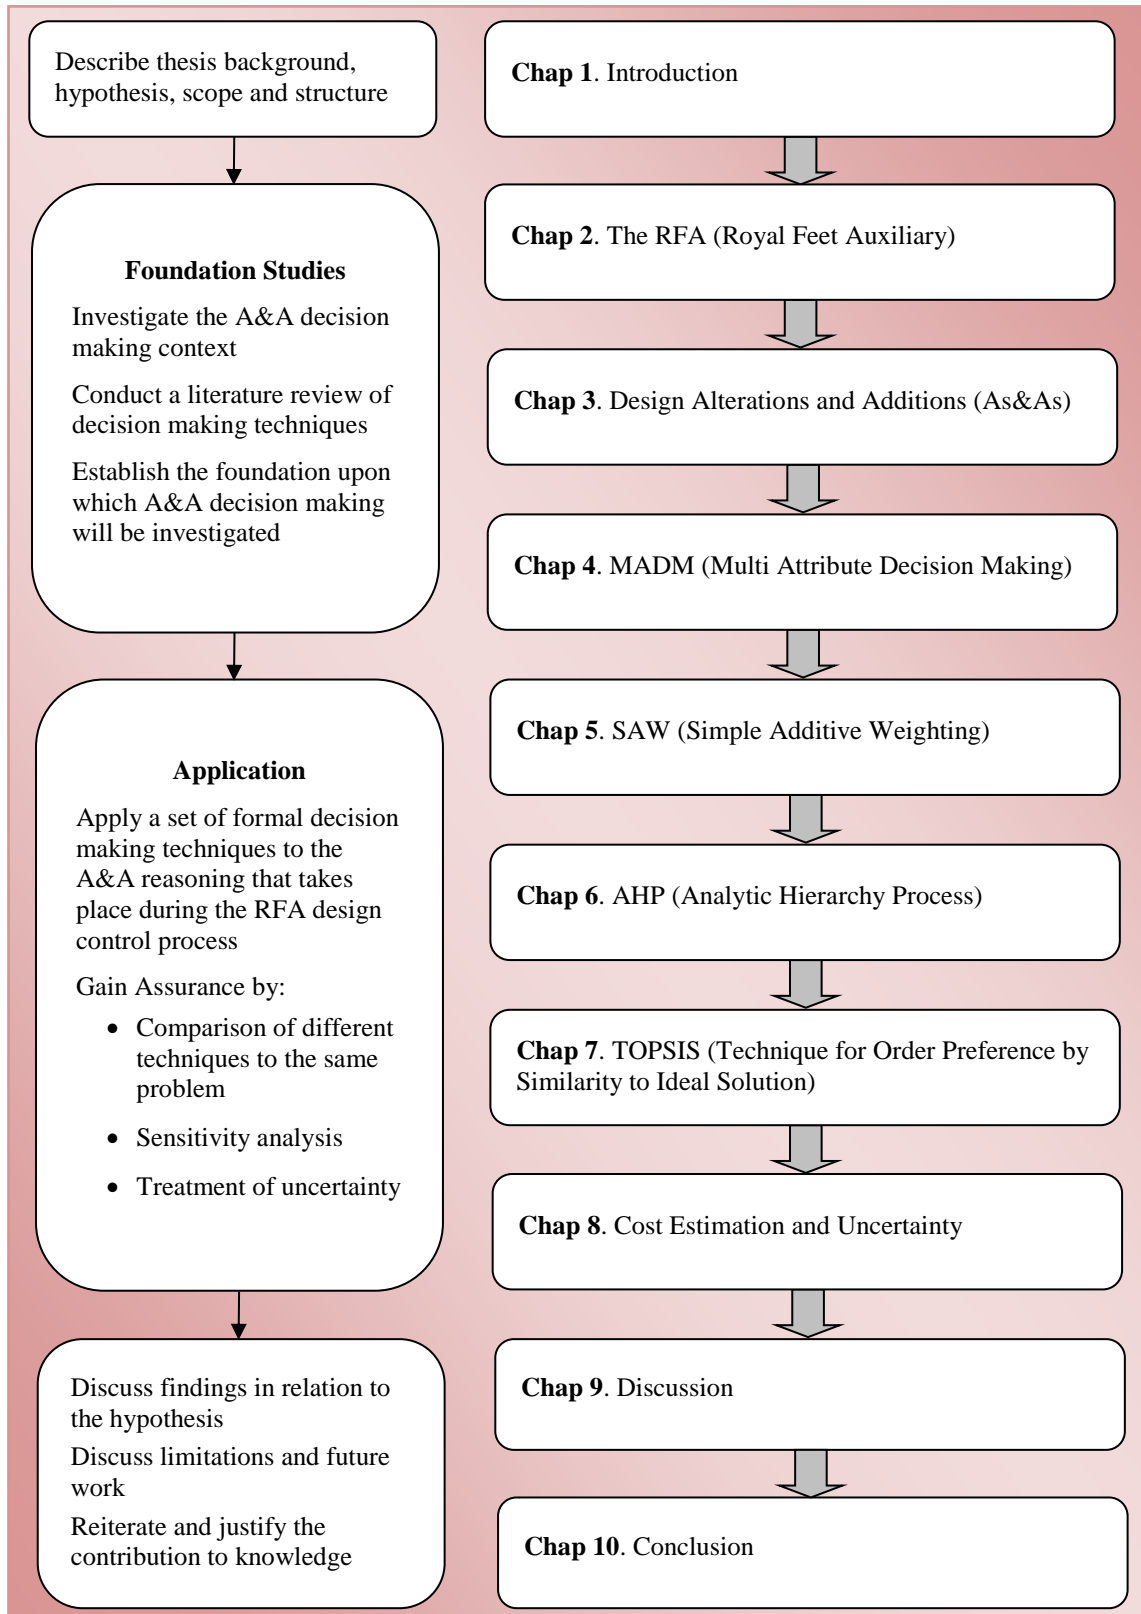 Describe thesis background,
hypothesis, scope and structure
Foundation Studies
Investigate the A&A decision
making context
Conduct a literature review of
decision making techniques
Establish the foundation upon
which A&A decision making
will be investigated
Application
Apply a set of formal decision
making techniques to the
A&A reasoning that takes
place during the RFA design
control process
Gain Assurance by:
• Comparison of different
techniques to the same
problem
• Sensitivity analysis
• Treatment of uncertainty
Discuss findings in relation to
the hypothesis
Discuss limitations and future
work
Reiterate and justify the
contribution to knowledge
Chap 1. Introduction
Chap 2. The RFA (Royal Feet Auxiliary)
Chap 3. Design Alterations and Additions (As&As)
Chap 4. MADM (Multi Attribute Decision Making)
Chap 5. SAW (Simple Additive Weighting)
Chap 6. AHP (Analytic Hierarchy Process)
Chap 7. TOPSIS (Technique for Order Preference by
Similarity to Ideal Solution)
Chap 8. Cost Estimation and Uncertainty
Chap 9. Discussion
Chap 10. Conclusion